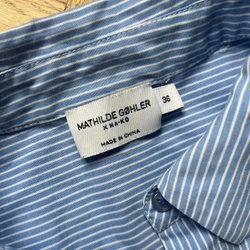 MATHILDE GØHLER
X NA-KD
MADE IN CHINA
36